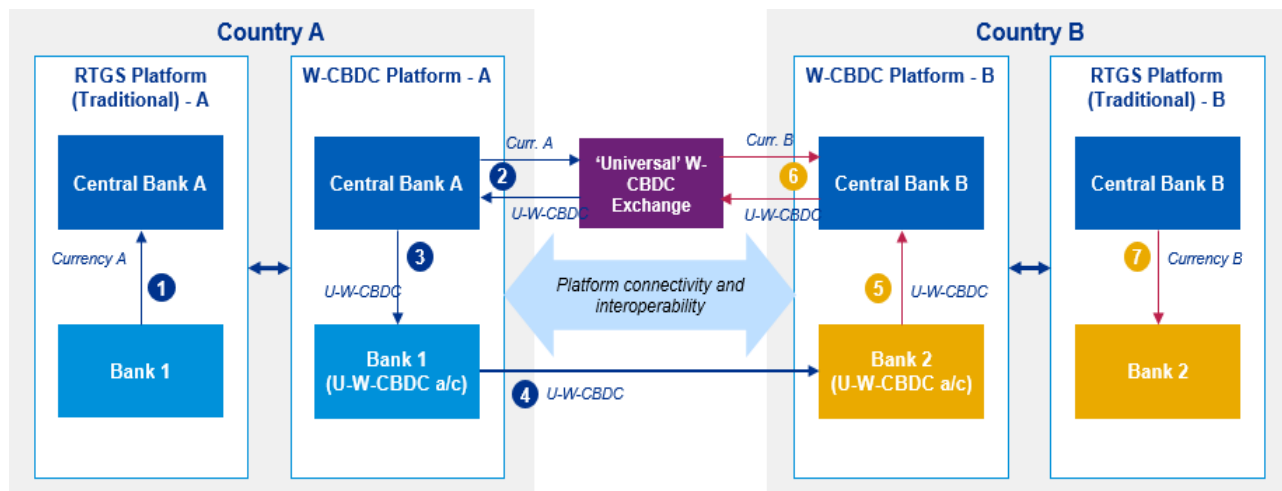 Country A
Country B
RTGS Platform
(Traditional) - A
W-CBDC Platform - A
W-CBDC Platform - B
RTGS Platform
(Traditional) - B
Central Bank A
Central Bank A
Curr. A
2
U-W-CBDC
‘Universal’ W-
CBDC
Exchange
Curr. B
6
U-W-CBDC
Central Bank B
Central Bank B
Currency A
1
3
U-W-CBDC
Platform connectivity and
interoperability
5
U-W-CBDC
7
Currency B
Bank 1
Bank 1
(U-W-CBDC a/c)
4
U-W-CBDC
Bank 2
(U-W-CBDC a/c)
Bank 2